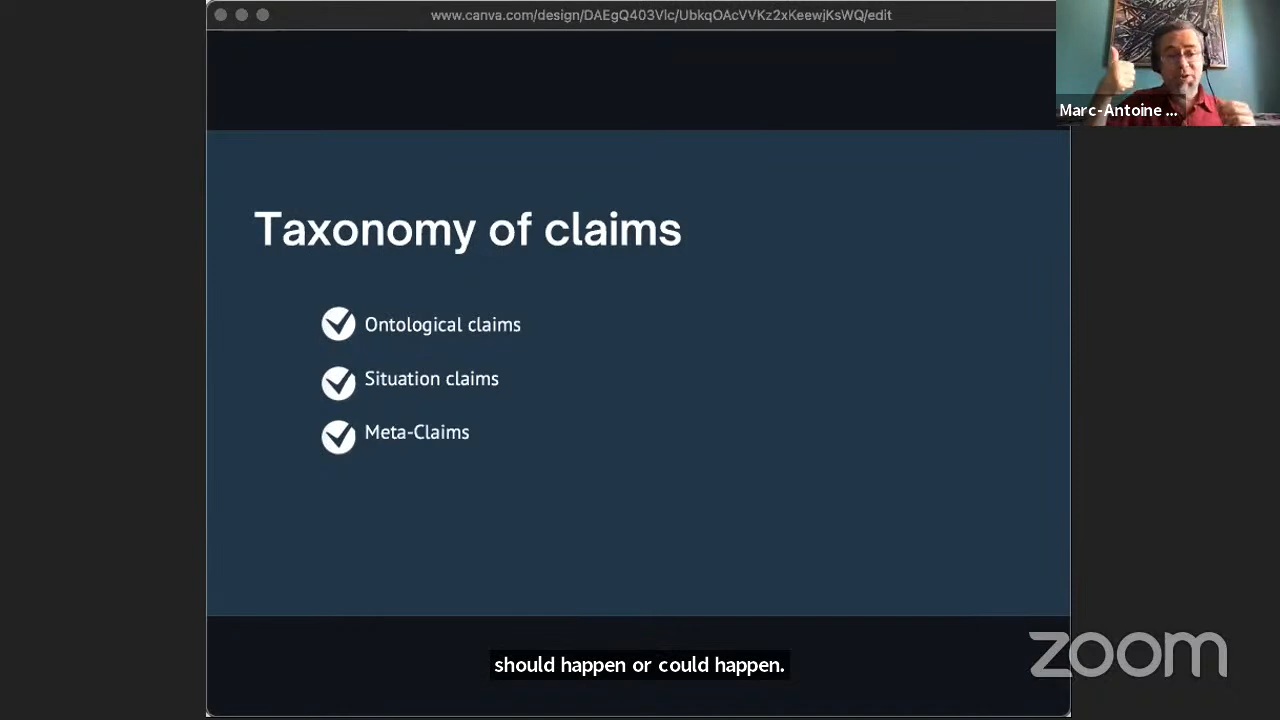 www.canva.com/design/DAEgQ403Vlc/UbkqOAcVVKz2xKeewjKsWQ/edit
Marc-Antoine ...
Taxonomy of claims
Ontological claims
Situation claims
Meta-Claims
should happen or could happen.
zoom